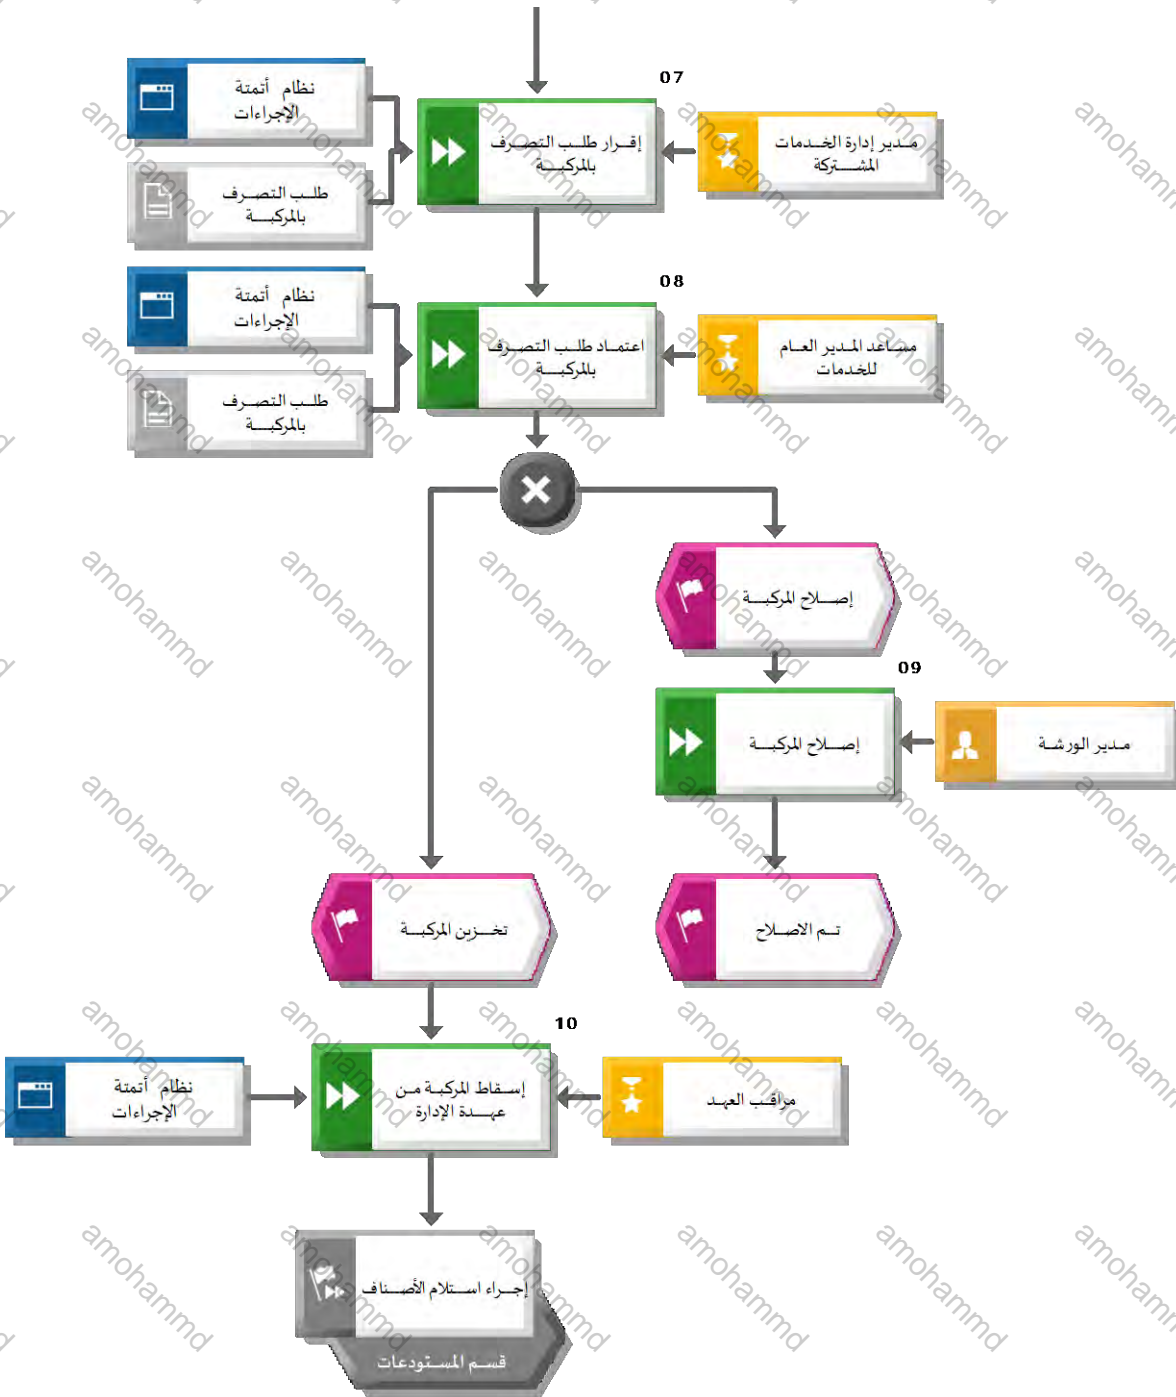 07
نظام أتمتة
الإجراءات
إقرار طلب التصرف
بالمركبة
مدير إدارة الخدمات
المشتركة
طلب التصرف
بالمركبة
08
نظام أتمتة
الإجراءات
اعتماد طلب التصرف
بالمركبة
مساعد المدير العام
للخدمات
طلب التصرف
بالمركبة
إصلاح المركبة
09
إصلاح المركبة
مدير الورشة
تم الاصلاح
تخزين المركبة
10
إسقاط المركبة من
عهدة الإدارة
مراقب العهد
نظام أتمتة
الإجراءات
إجراء استلام الأصناف
قسم المستودعات
amohammd